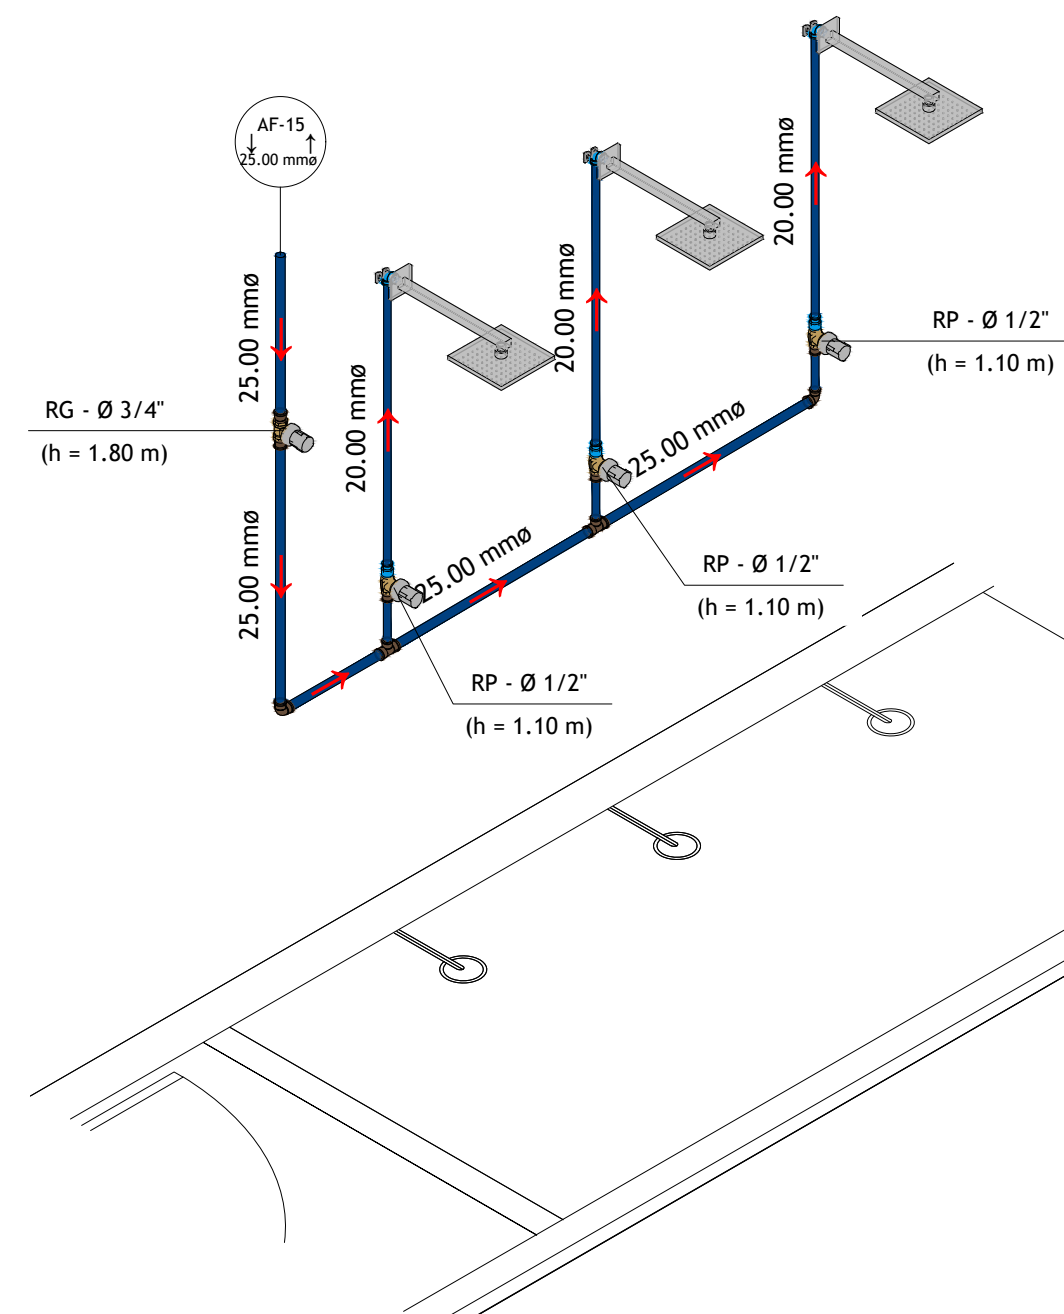 AF-15
↓ ↑
25.00 mmø
25.00 mmø
RG - Ø 3/4"
(h = 1.80 m)
25.00 mmø
20.00 mmø
20.00 mmø
20.00 mmø
RP - Ø 1/2"
(h = 1.10 m)
25.00 mmø
25.00 mmø
RP - Ø 1/2"
(h = 1.10 m)
RP - Ø 1/2"
(h = 1.10 m)